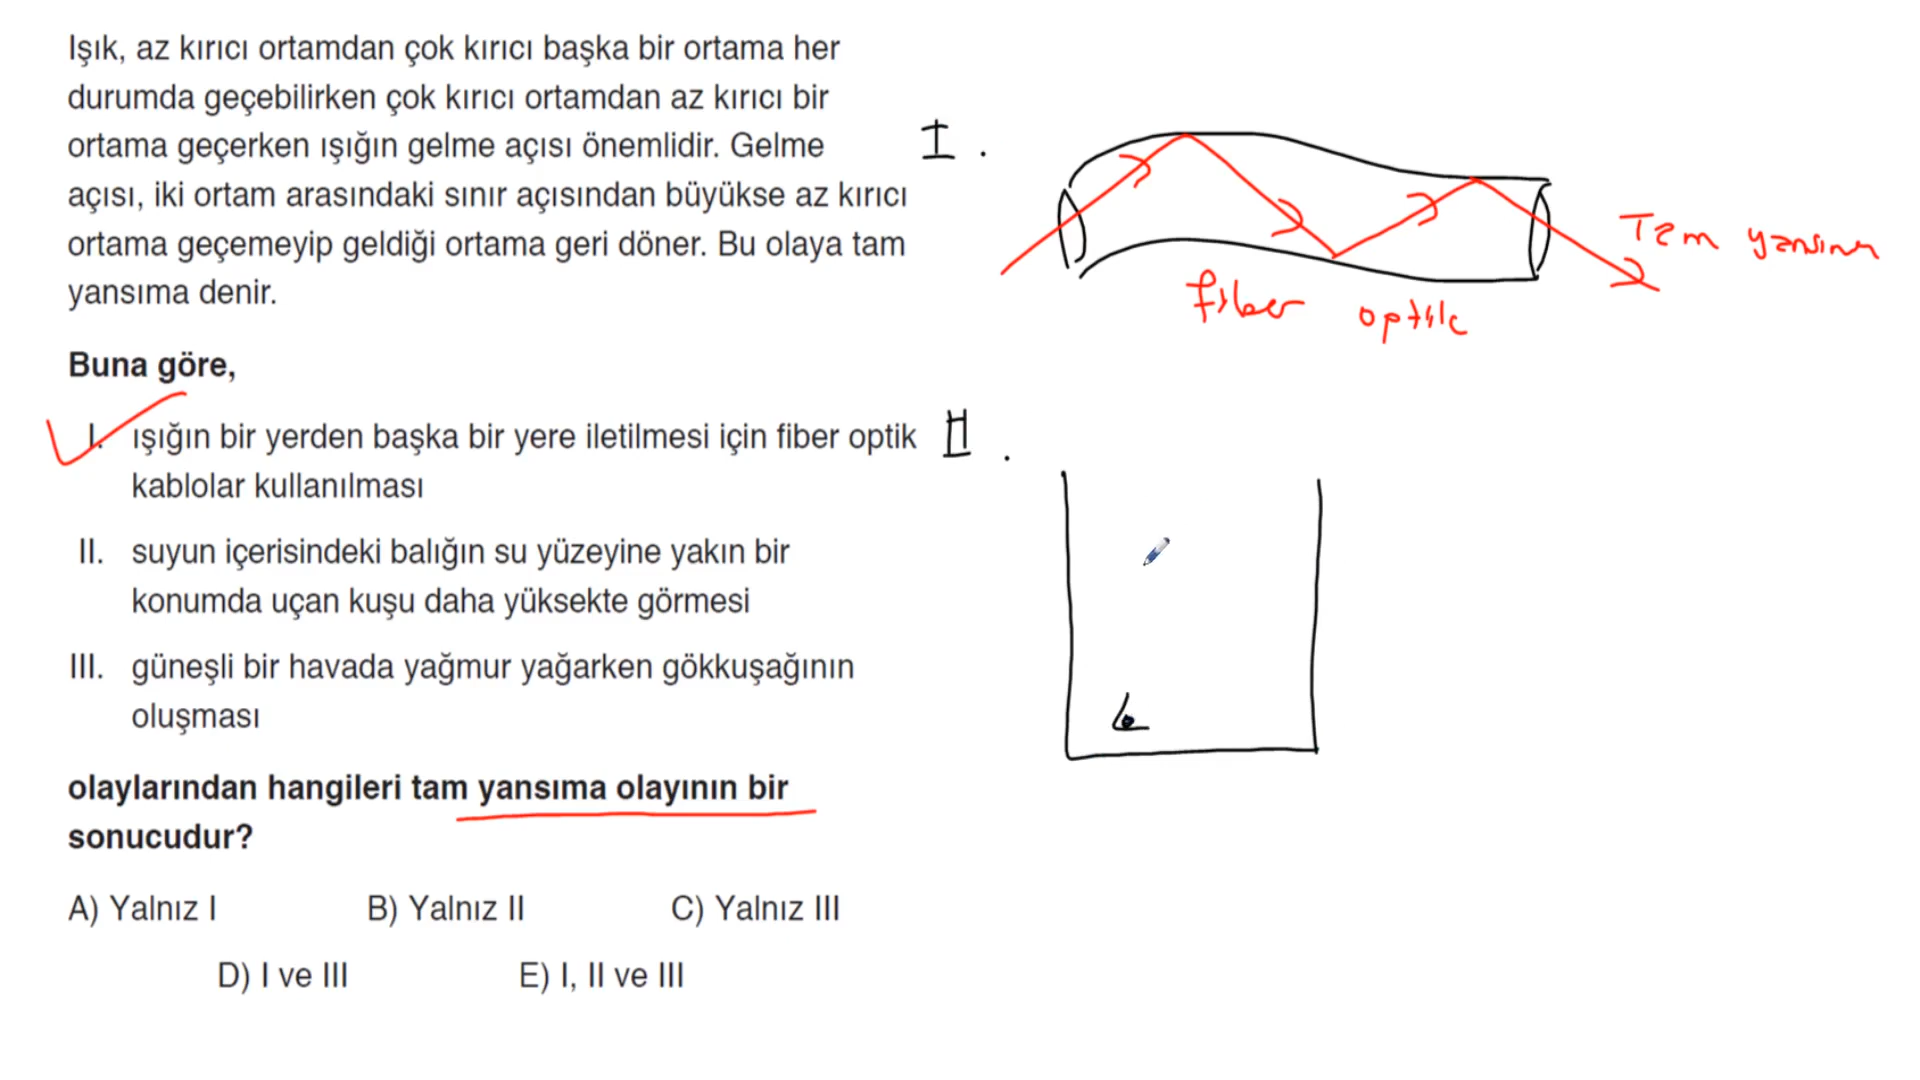 Işık, az kırıcı ortamdan çok kırıcı başka bir ortama her
durumda geçebilirken çok kırıcı ortamdan az kırıcı bir
ortama geçerken ışığın gelme açısı önemlidir. Gelme
açısı, iki ortam arasındaki sınır açısından büyükse az kırıcı
ortama geçemeyip geldiği ortama geri döner. Bu olaya tam
yansıma denir.
Buna göre,
I. ışığın bir yerden başka bir yere iletilmesi için fiber optik
kablolar kullanılması
II. suyun içerisindeki balığın su yüzeyine yakın bir
konumda uçan kuşu daha yüksekte görmesi
III. güneşli bir havada yağmur yağarken gökkuşağının
oluşması
olaylarından hangileri tam yansıma olayının bir
sonucudur?
A) Yalnız I B) Yalnız II C) Yalnız III
D) I ve III E) I, II ve III
I.
Tam yansıma
fiber optik
II.